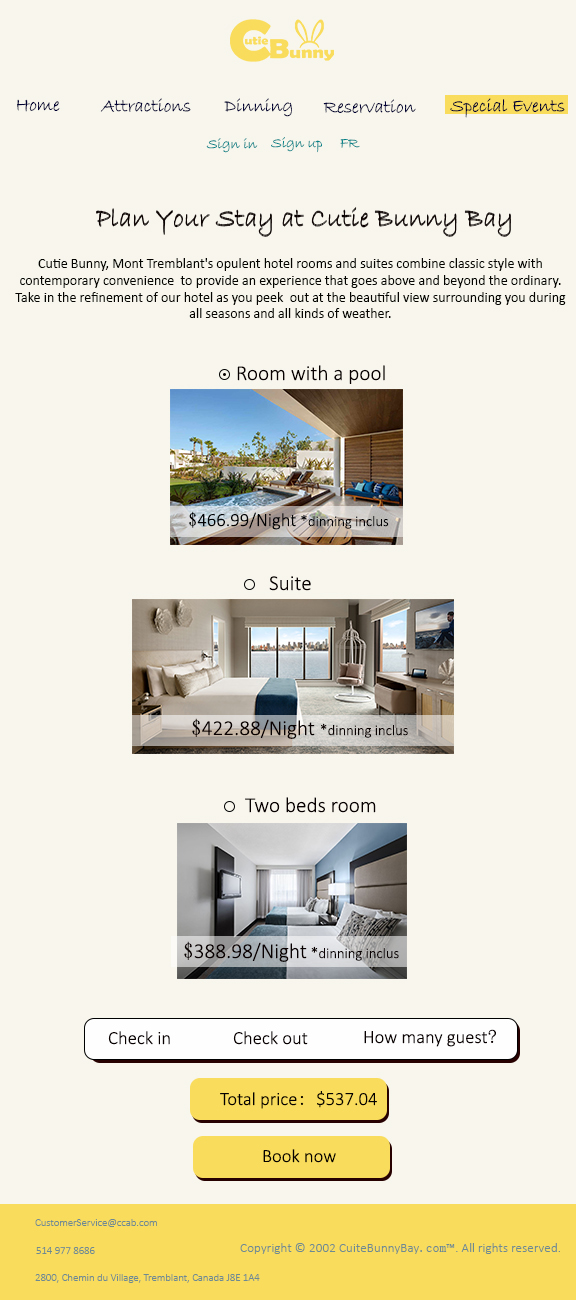 Cutie Bunny
Home Attractions Dinning Reservation Special Events
Sign in Sign up FR
Plan Your Stay at Cutie Bunny Bay
Cutie Bunny, Mont Tremblant's opulent hotel rooms and suites combine classic style with
contemporary convenience to provide an experience that goes above and beyond the ordinary.
Take in the refinement of our hotel as you peek out at the beautiful view surrounding you during
all seasons and all kinds of weather.
Room with a pool
$466.99/Night *dinning inclus
Suite
$422.88/Night *dinning inclus
Two beds room
$388.98/Night *dinning inclus
Check in Check out How many guest?
Total price: $537.04
Book now
CustomerService@ccab.com
514 977 8686
Copyright © 2002 CuiteBunnyBay. com™. All rights reserved.
2800, Chemin du Village, Tremblant, Canada J8E 1A4